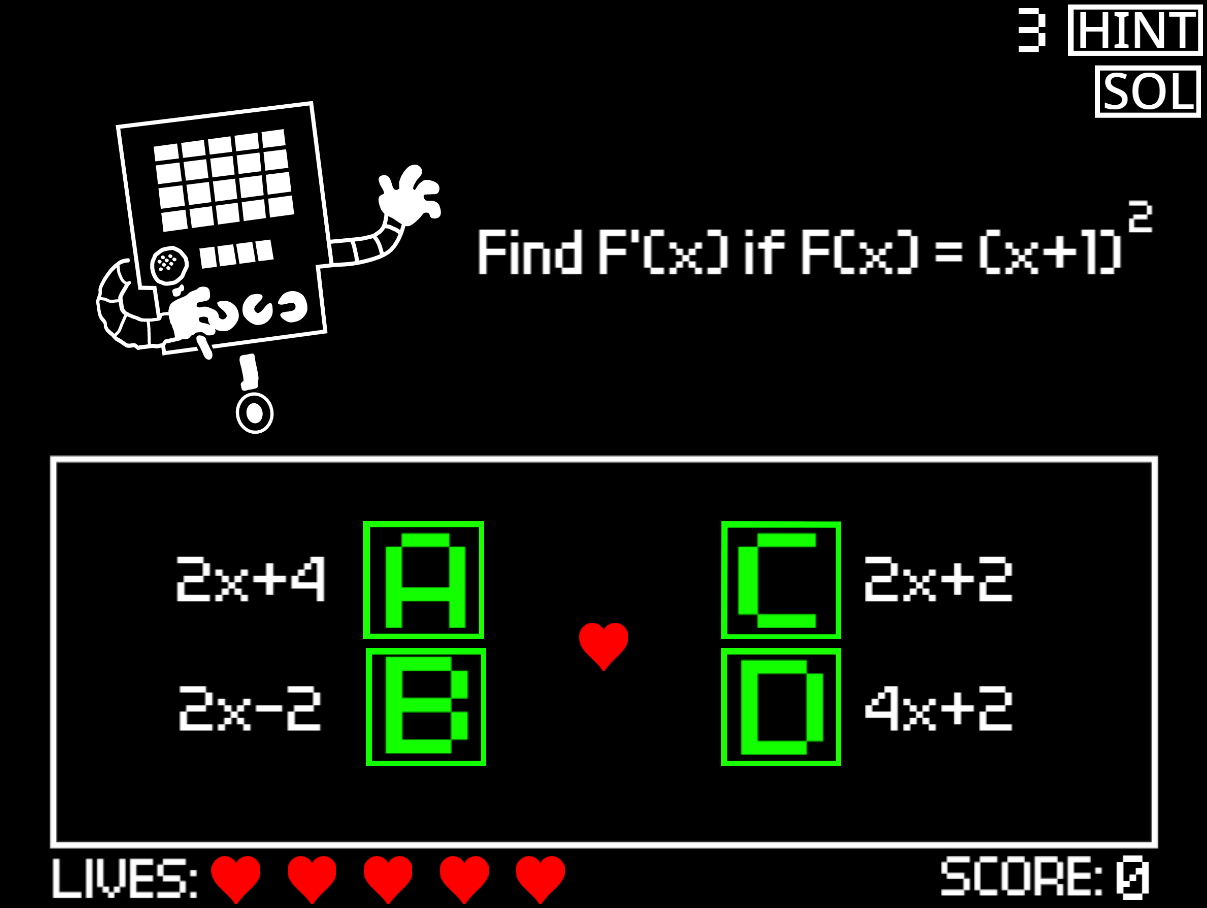 3 HINT
SOL
Find F'(x) if F(x) = (x+1)²
2x+4 A C 2x+2
2x-2 B D 4x+2
LIVES: SCORE: 0